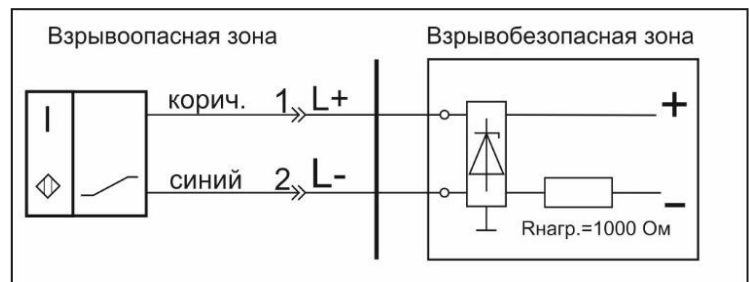 Взрывоопасная зона
Взрывобезопасная зона
I
корич. 1 L+
+
синий 2 L-
–
Rнагр.=1000 Ом